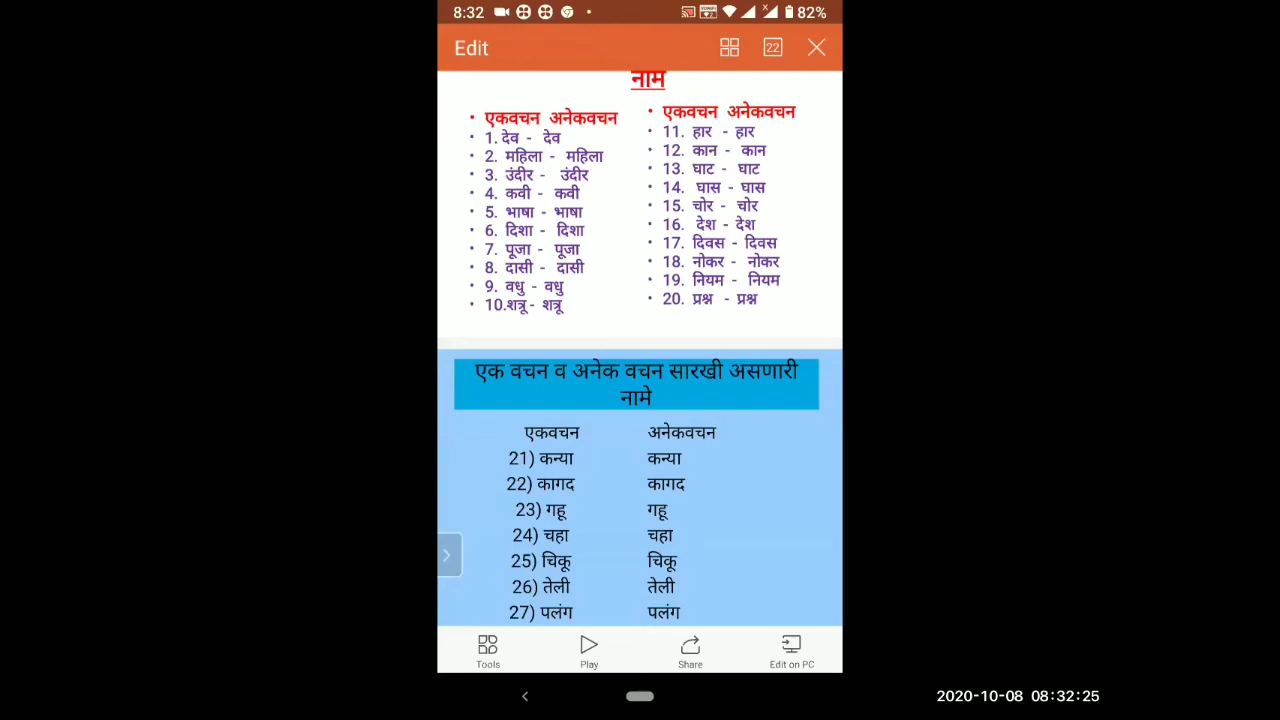 8:32
82%
Edit
22
नामे
• एकवचन अनेकवचन
• 1. देव - देव
• 2. महिला - महिला
• 3. उंदीर - उंदीर
• 4. कवी - कवी
• 5. भाषा - भाषा
• 6. दिशा - दिशा
• 7. पूजा - पूजा
• 8. दासी - दासी
• 9. वधु - वधु
• 10.शत्रू - शत्रू
• एकवचन अनेकवचन
• 11. हार - हार
• 12. कान - कान
• 13. घाट - घाट
• 14. घास - घास
• 15. चोर - चोर
• 16. देश - देश
• 17. दिवस - दिवस
• 18. नोकर - नोकर
• 19. नियम - नियम
• 20. प्रश्न - प्रश्न
एक वचन व अनेक वचन सारखी असणारी
नामे
एकवचन अनेकवचन
21) कन्या कन्या
22) कागद कागद
23) गहू गहू
24) चहा चहा
25) चिकू चिकू
26) तेली तेली
27) पलंग पलंग
Tools Play Share Edit on PC
2020-10-08 08:32:25